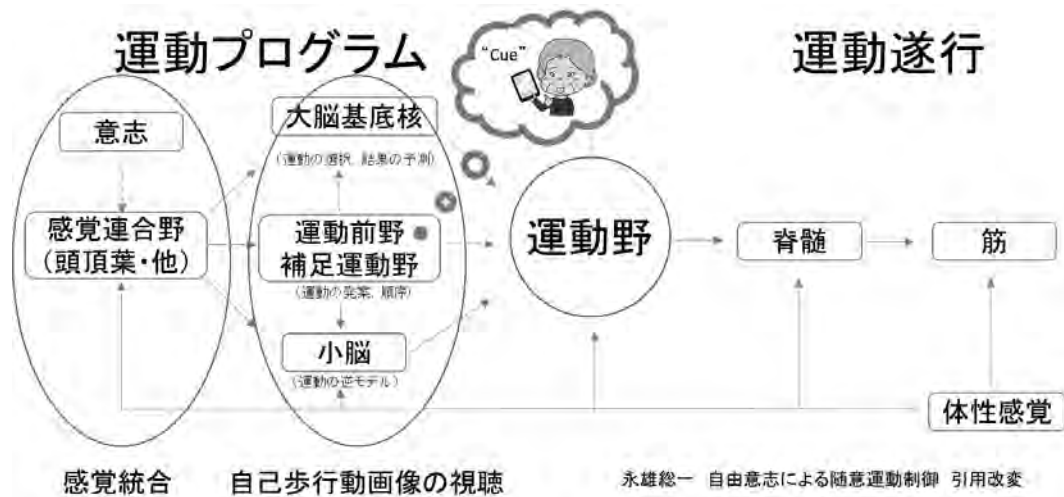 運動プログラム
運動遂行
“Cue”
意志
大脳基底核
(運動の選択, 結果の予測)
感覚連合野
(頭頂葉・他)
運動前野
補足運動野
(運動の発案, 順序)
運動野
脊髄
筋
小脳
(運動の逆モデル)
体性感覚
感覚統合
自己歩行動画像の視聴
永雄総一 自由意志による随意運動制御 引用改変